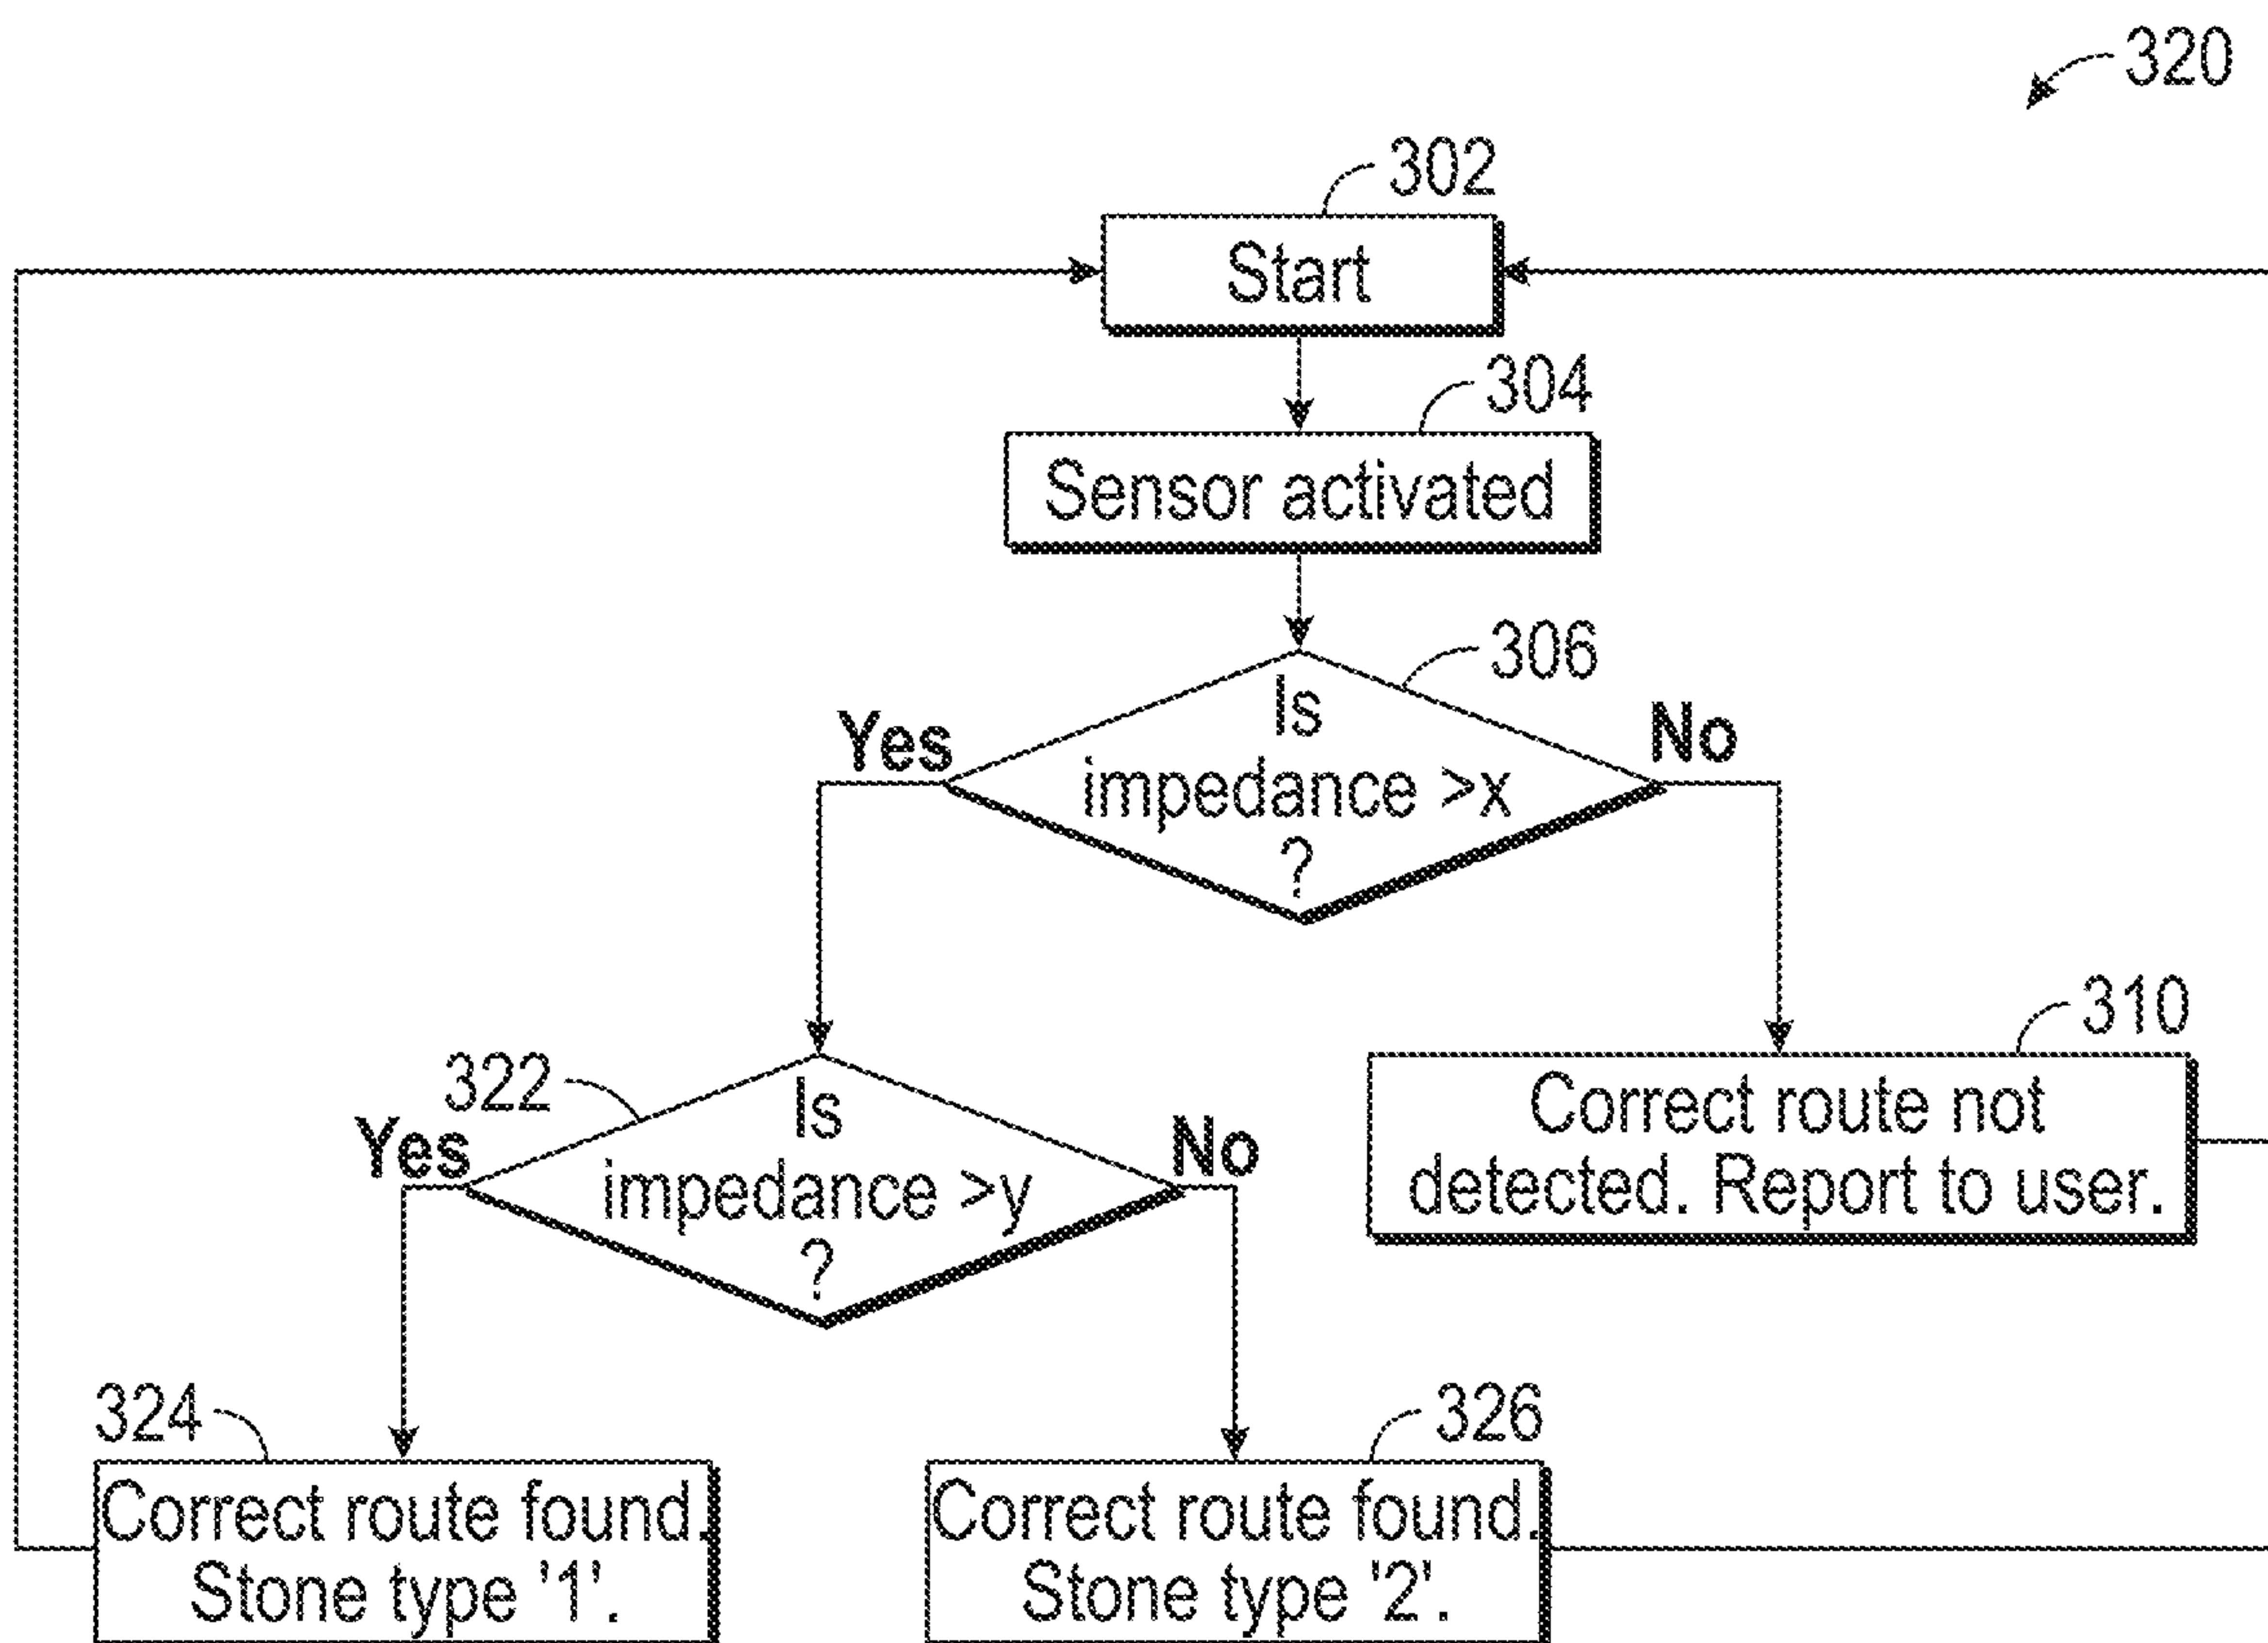 320
302
Start
304
Sensor activated
306
Is
impedance >x
?
Yes
No
322
Is
impedance >y
?
Yes
No
310
Correct route not
detected. Report to user.
324
Correct route found.
Stone type '1'.
326
Correct route found.
Stone type '2'.